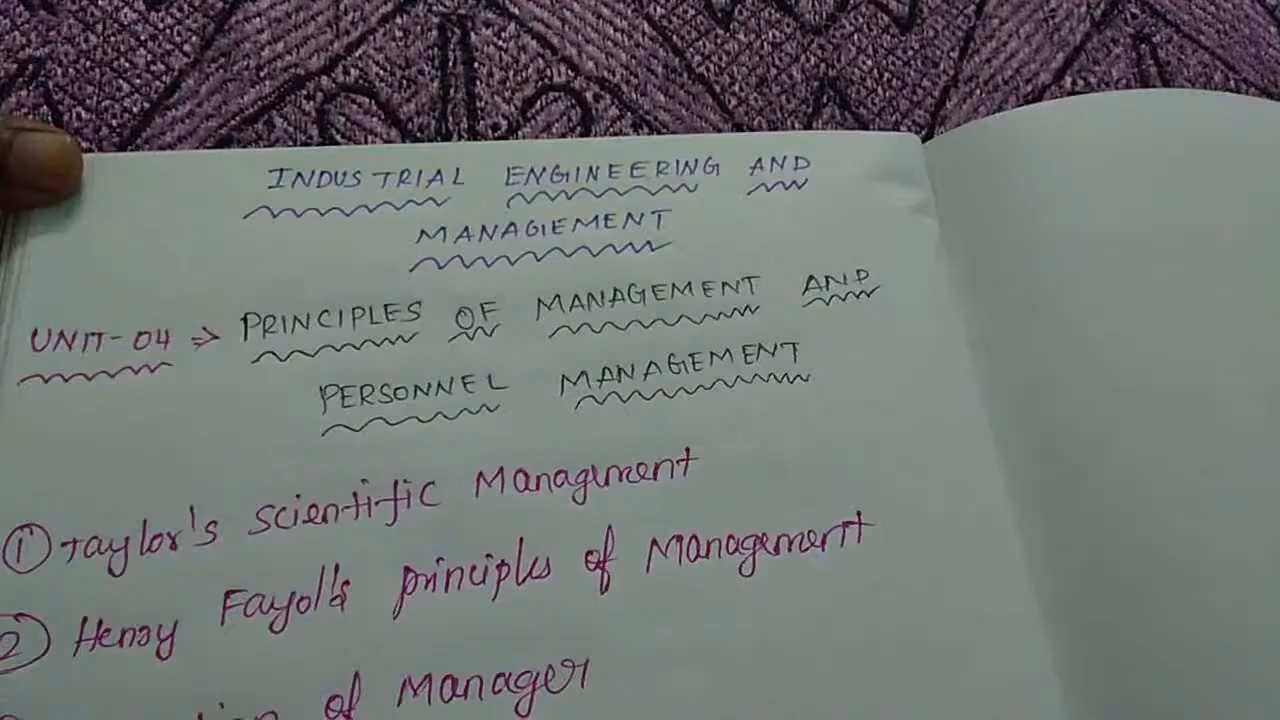 INDUSTRIAL ENGINEERING AND
MANAGEMENT
UNIT-04 ⇒ PRINCIPLES OF MANAGEMENT AND
PERSONNEL MANAGEMENT
① Taylor's Scientific Management
② Henry Fayol's principles of Management
of Manager